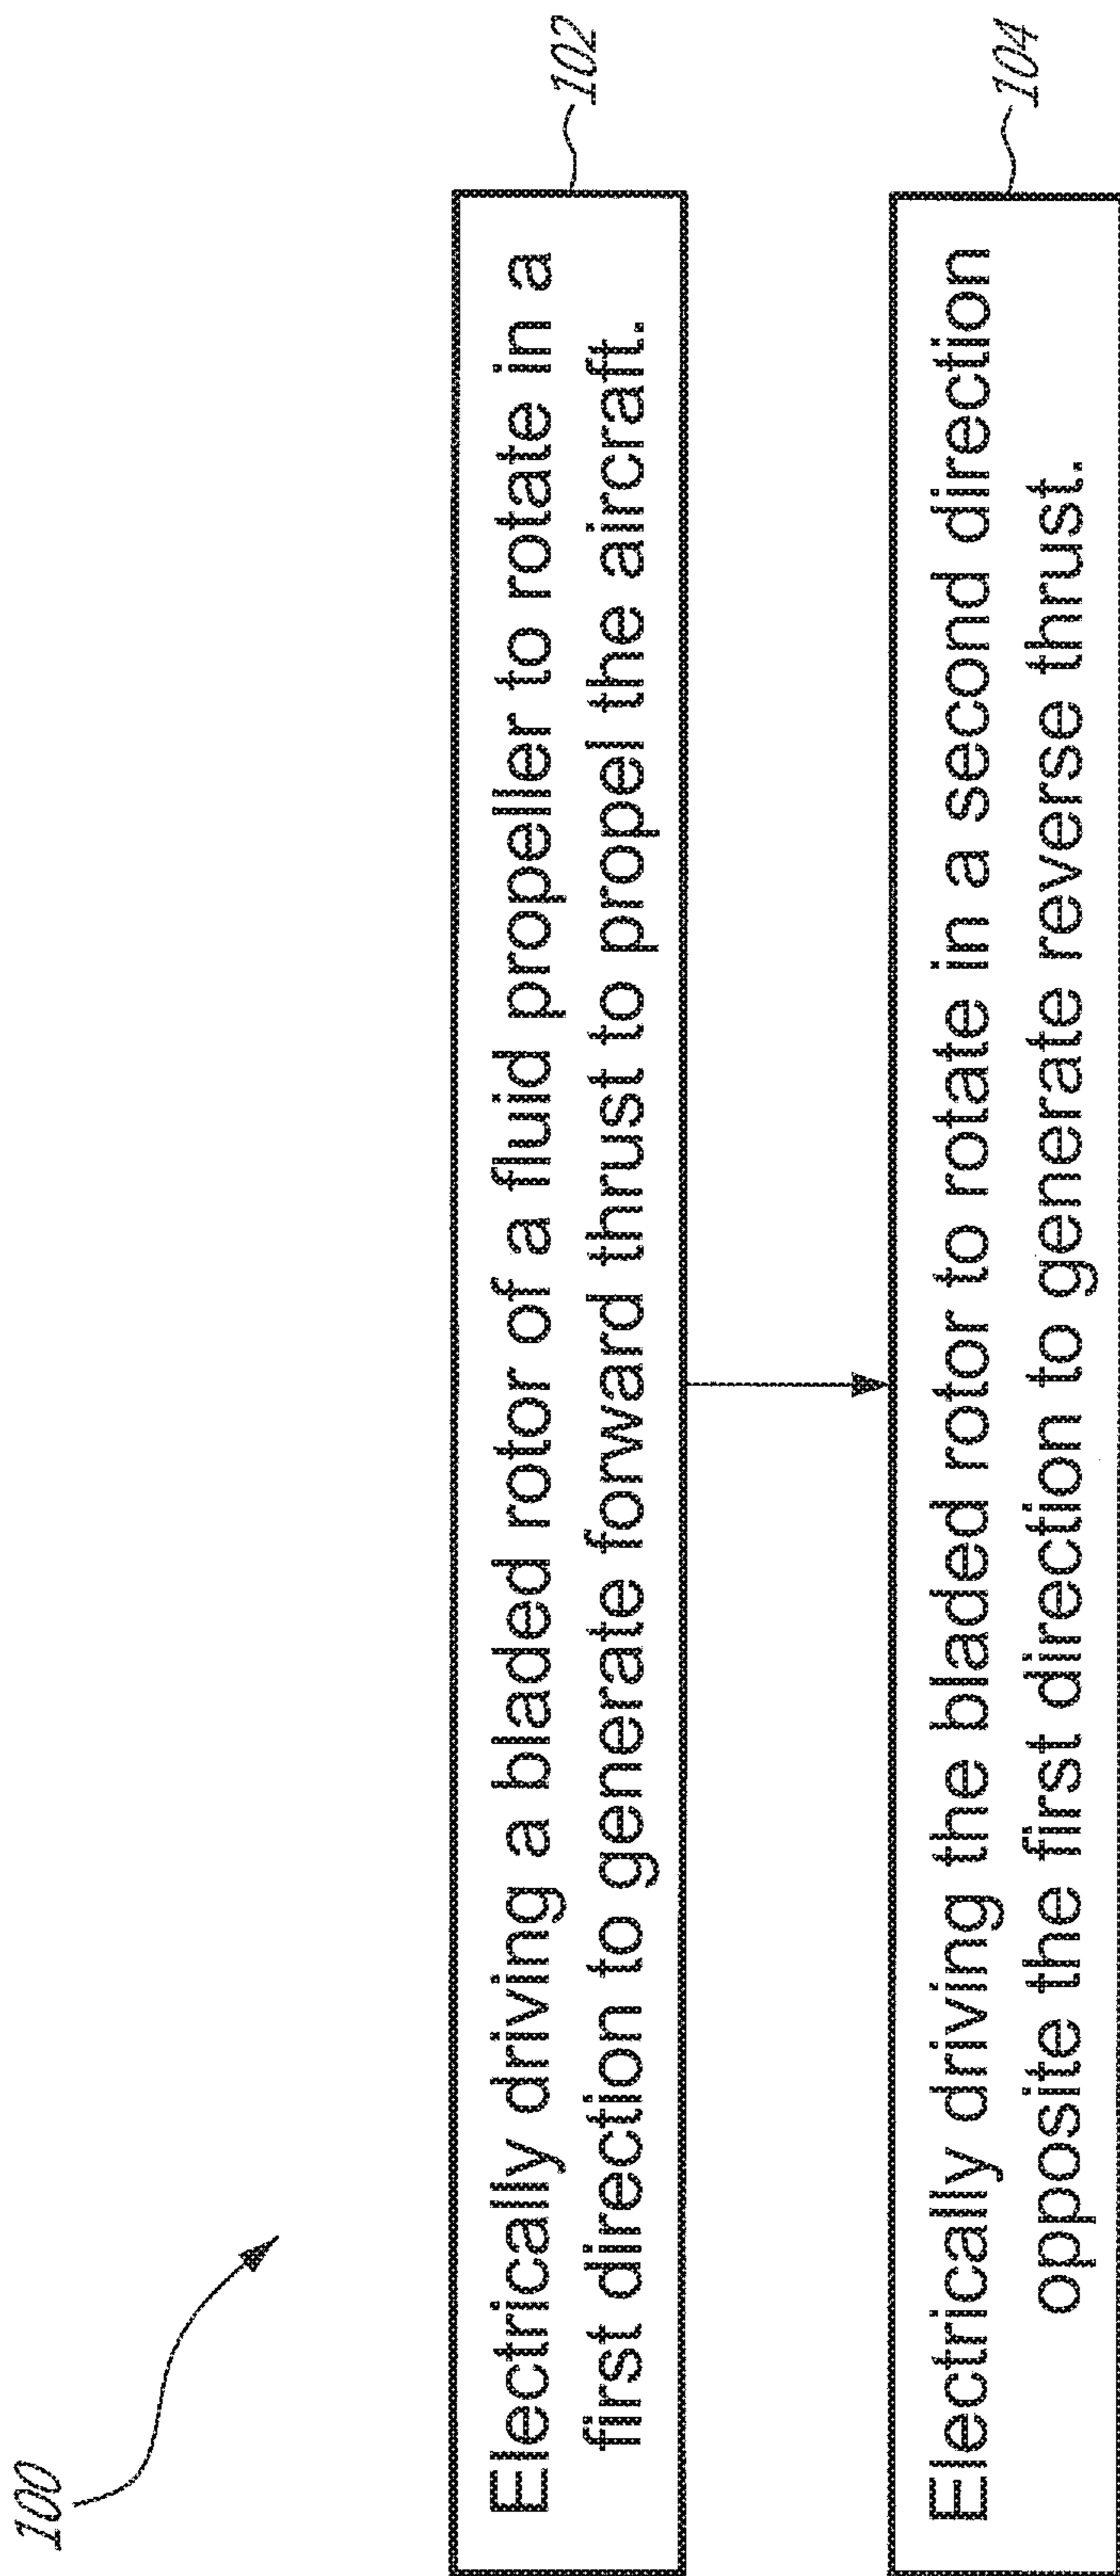 100
Electrically driving a bladed rotor of a fluid propeller to rotate in a
first direction to generate forward thrust to propel the aircraft.
102
Electrically driving the bladed rotor to rotate in a second direction
opposite the first direction to generate reverse thrust.
104